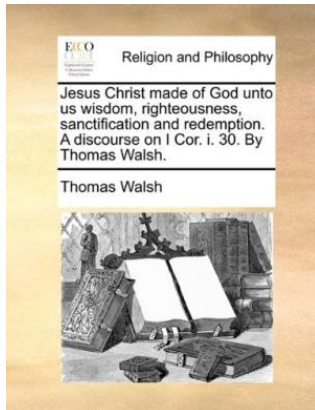 ECCO
Religion and Philosophy
Jesus Christ made of God unto
us wisdom, righteousness,
sanctification and redemption.
A discourse on I Cor. i. 30. By
Thomas Walsh.
Thomas Walsh